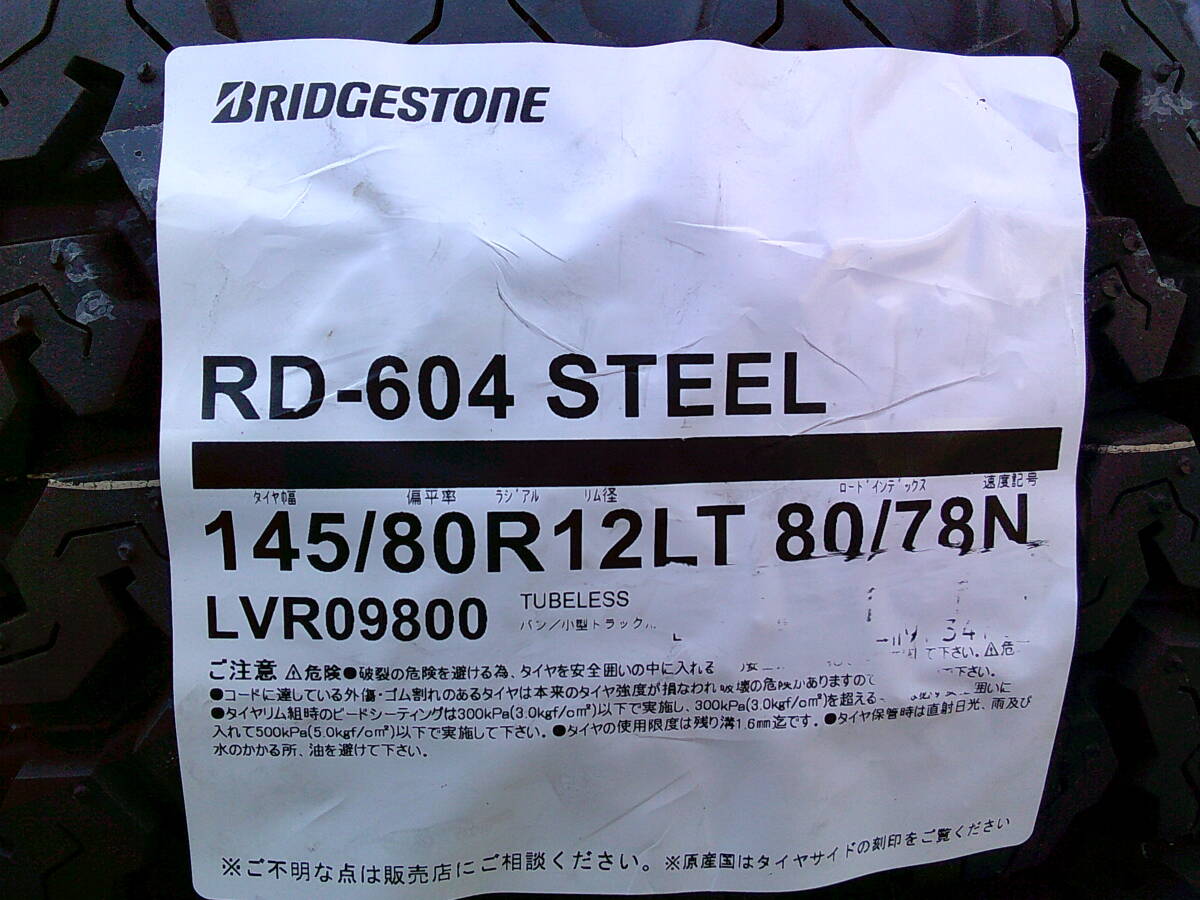 BRIDGESTONE
RD-604 STEEL
タイヤ幅 偏平率 ラジアル リム径 ロードインデックス 速度記号
145/80R12LT 80/78N
LVR09800 TUBELESS
バン/小型トラック
34
ご注意 ⚠危険●破裂の危険を避ける為、タイヤを安全囲いの中に入れる て下さい。⚠危
●コードに達している外傷・ゴム割れのあるタイヤは本来のタイヤ強度が損なわれ破壊の危険がありますので 下さい。
●タイヤリム組時のビードシーティングは300kPa(3.0kgf/c㎡)以下で実施し、300kPa(3.0kgf/c㎡)を超える 囲いに
入れて500kPa(5.0kgf/c㎡)以下で実施して下さい。●タイヤの使用限度は残り溝1.6mm迄です。●タイヤ保管時は直射日光、雨及び
水のかかる所、油を避けて下さい。
※ご不明な点は販売店にご相談ください。※原産国はタイヤサイドの刻印をご覧ください